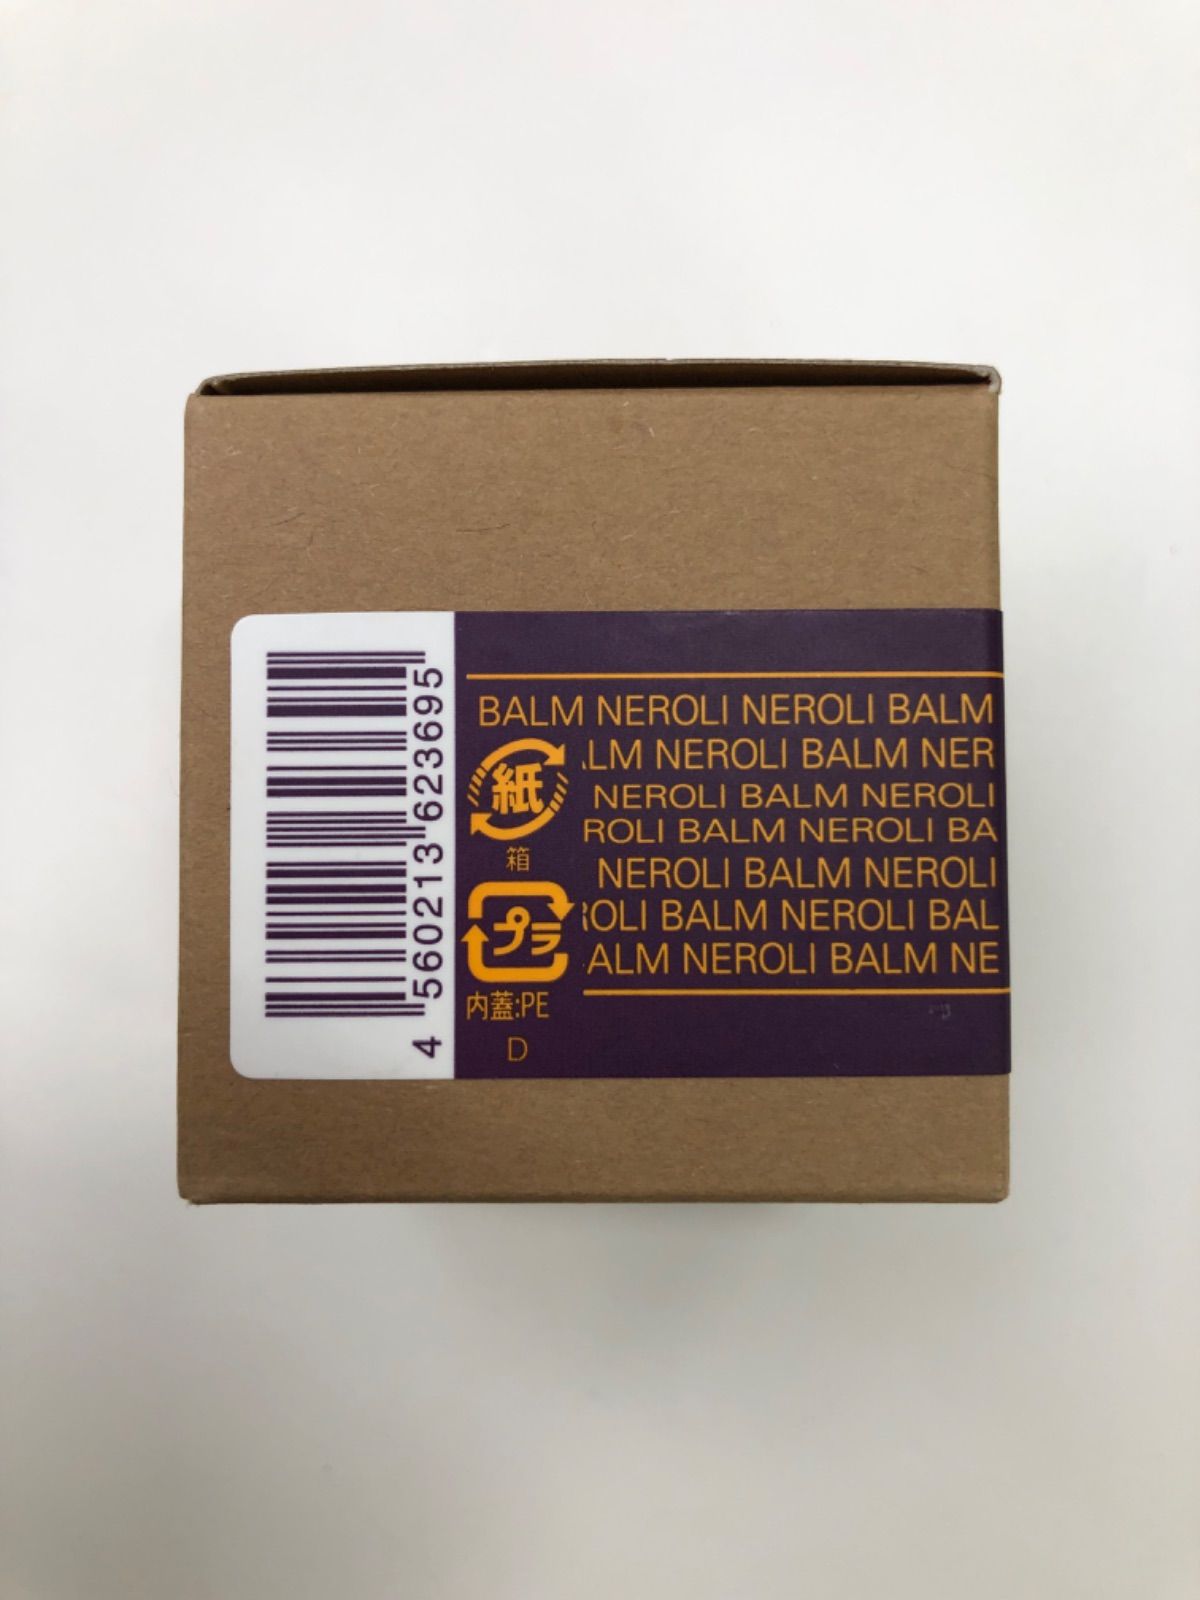 4 560213 623695
BALM NEROLI NEROLI BALM
LM NEROLI BALM NER
NEROLI BALM NEROLI
ROLI BALM NEROLI BA
NEROLI BALM NEROLI
ROLI BALM NEROLI BAL
ALM NEROLI BALM NE
紙
箱
プラ
内蓋:PE
D